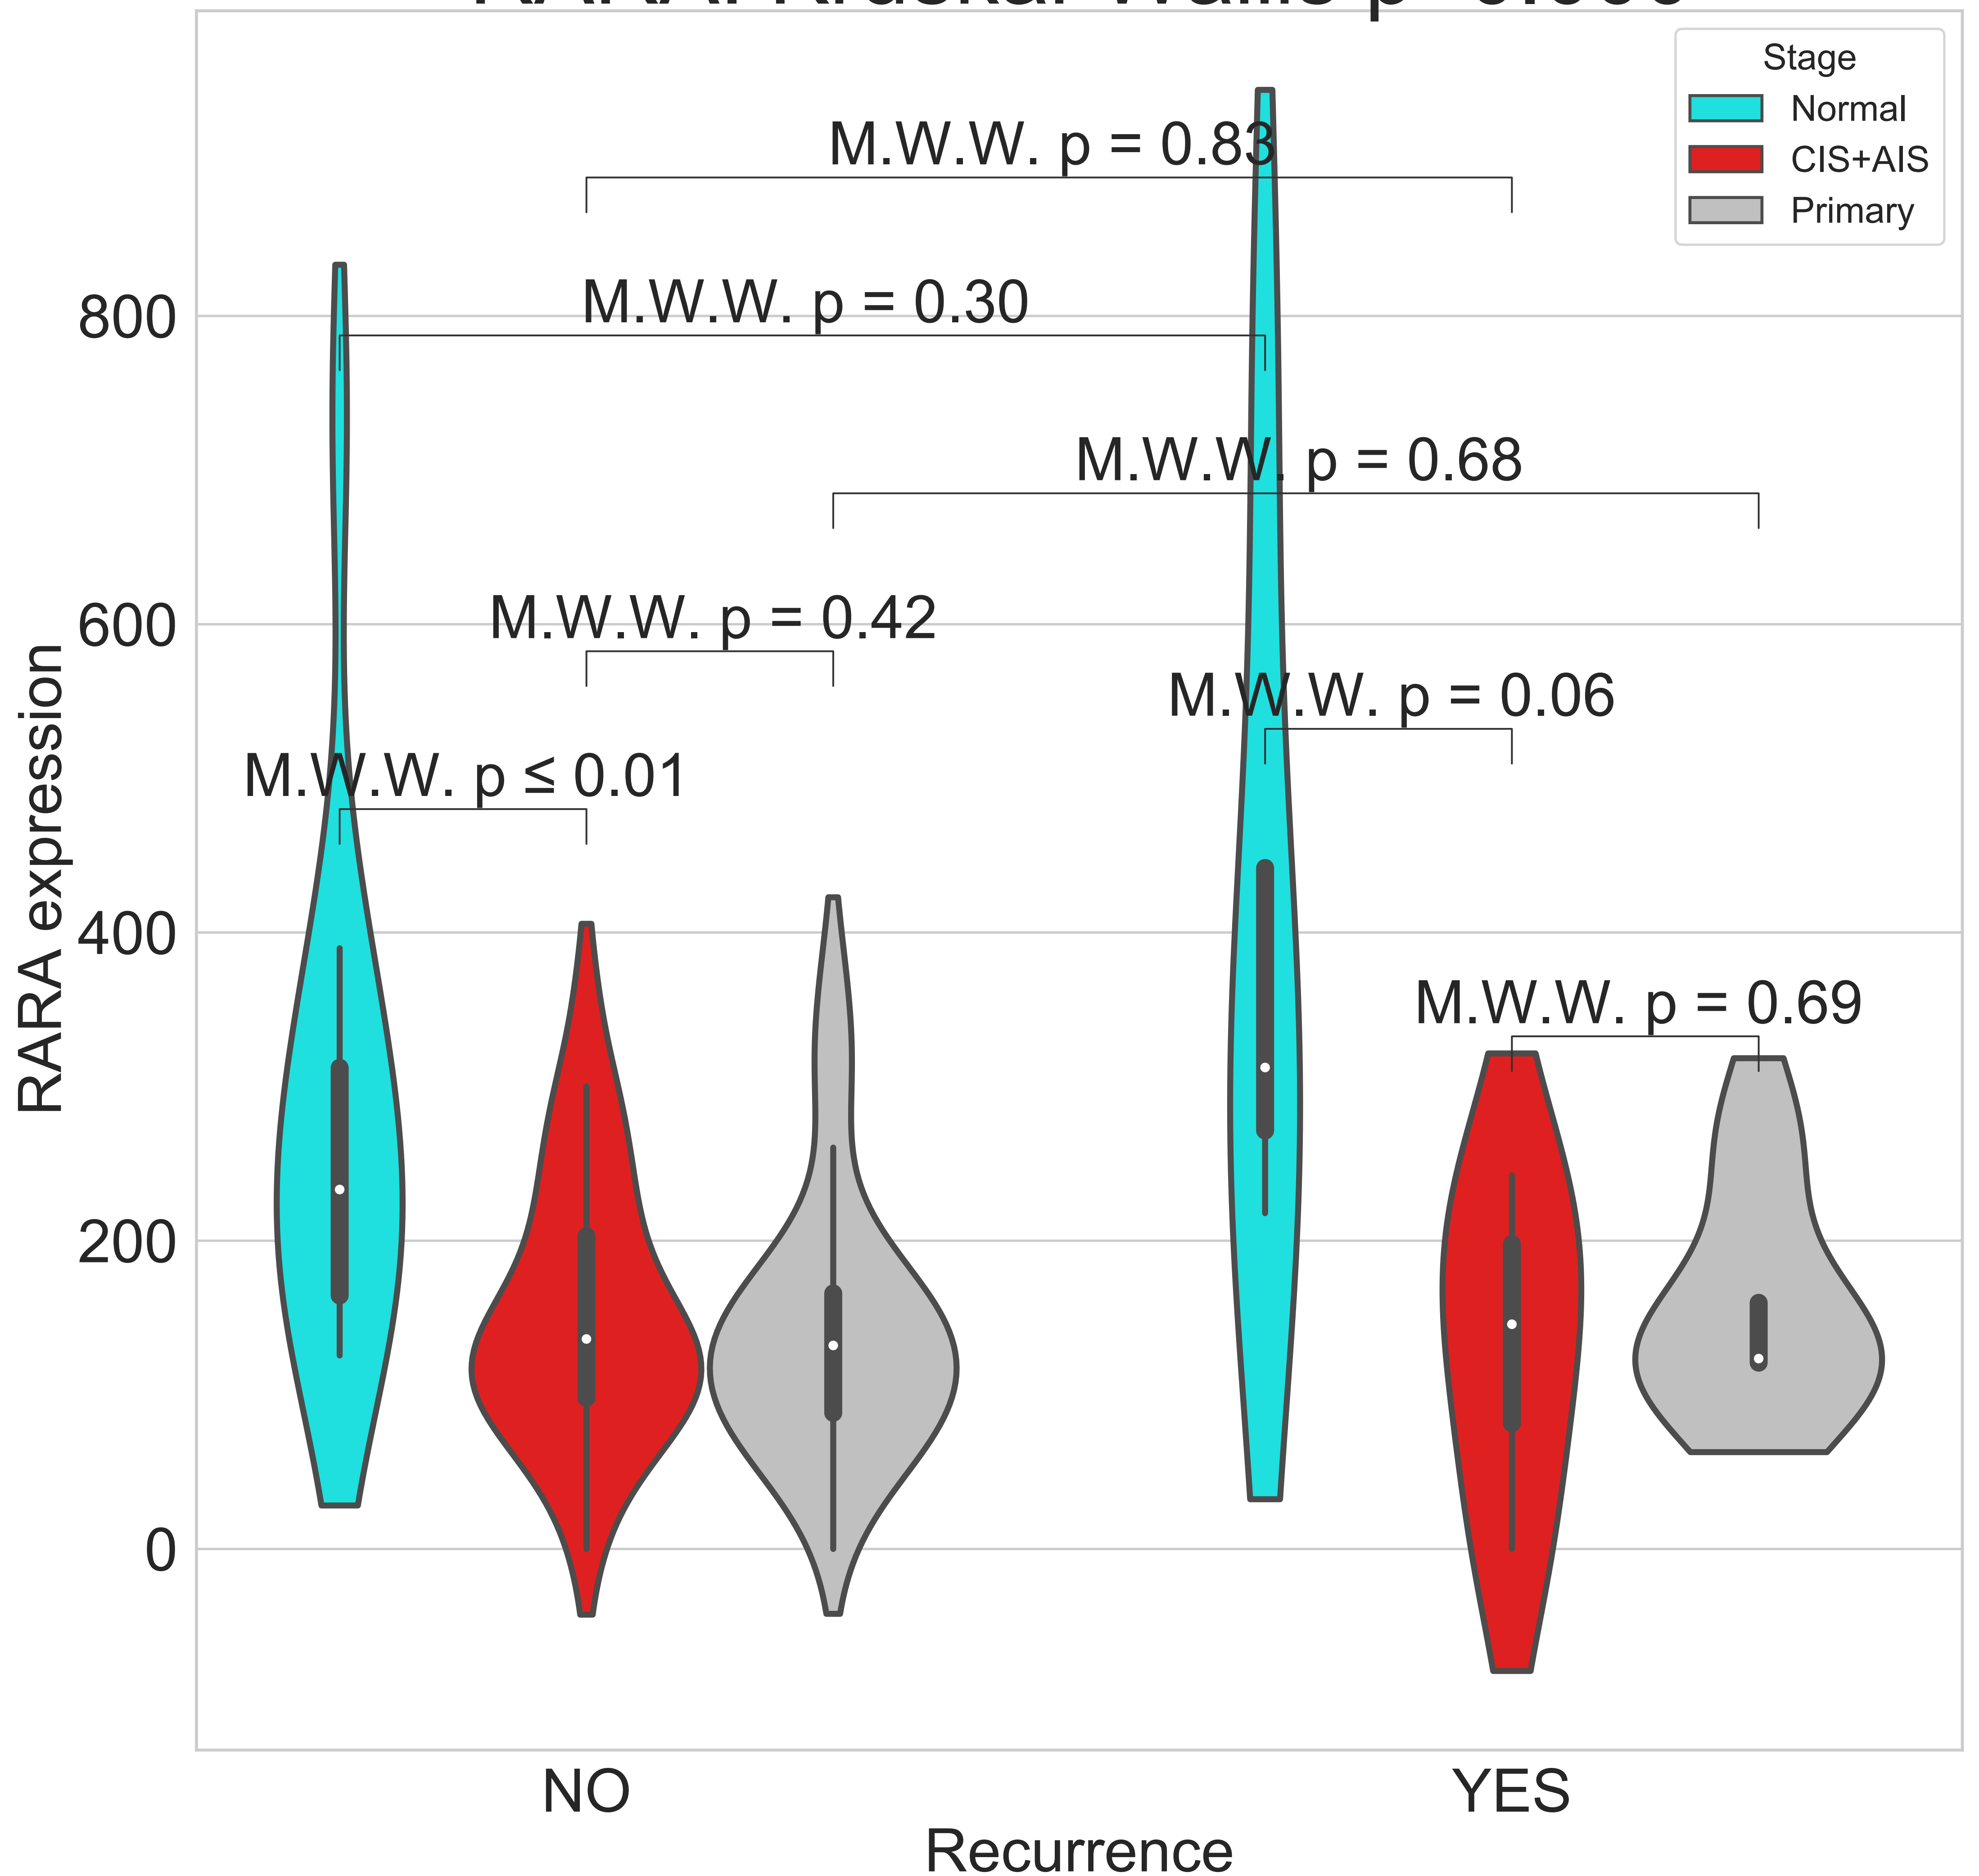 Stage
Normal
CIS+AIS
Primary
M.W.W. p = 0.83
M.W.W. p = 0.30
M.W.W. p = 0.68
M.W.W. p = 0.42
M.W.W. p = 0.06
M.W.W. p ≤ 0.01
M.W.W. p = 0.69
RARA expression
800
600
400
200
0
NO
YES
Recurrence